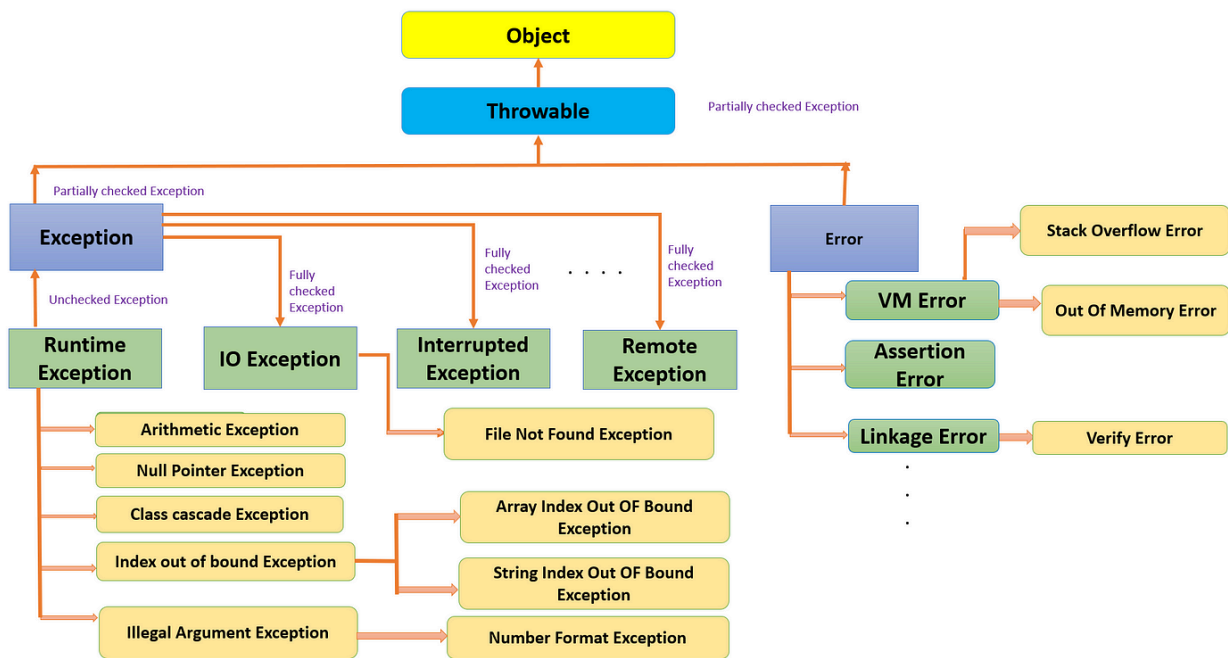 Object
Throwable
Partially checked Exception
Partially checked Exception
Exception
Error
Stack Overflow Error
Fully
checked
Exception
Fully
checked
Exception
. . . .
Fully
checked
Exception
Unchecked Exception
VM Error
Out Of Memory Error
Runtime
Exception
IO Exception
Interrupted
Exception
Remote
Exception
Assertion
Error
Arithmetic Exception
File Not Found Exception
Linkage Error
Verify Error
.
.
.
Null Pointer Exception
Class cascade Exception
Array Index Out OF Bound
Exception
Index out of bound Exception
String Index Out OF Bound
Exception
Illegal Argument Exception
Number Format Exception